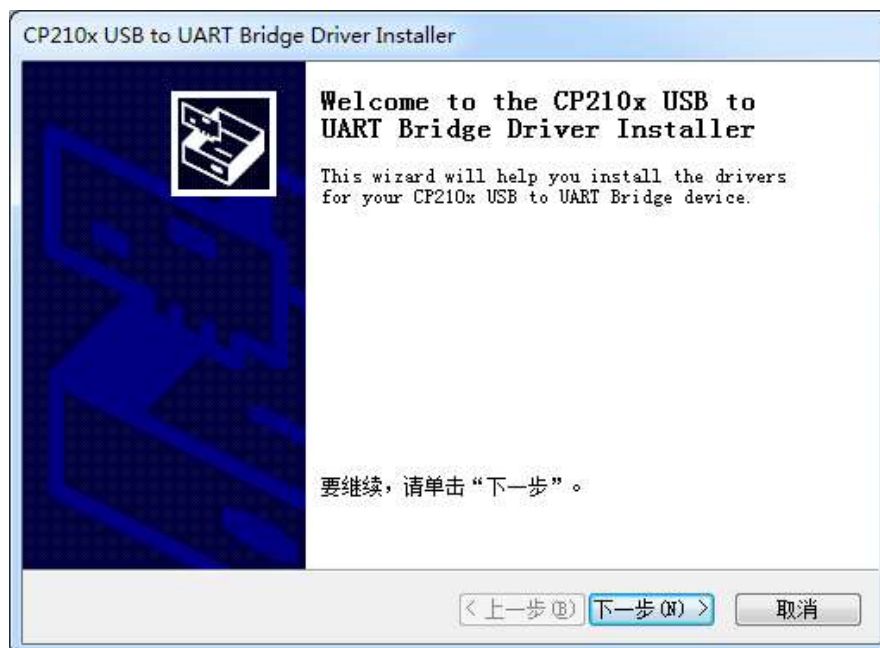 CP210x USB to UART Bridge Driver Installer
Welcome to the CP210x USB to
UART Bridge Driver Installer
This wizard will help you install the drivers
for your CP210x USB to UART Bridge device.
要继续，请单击“下一步”。
< 上一步(B) 下一步(N) > 取消